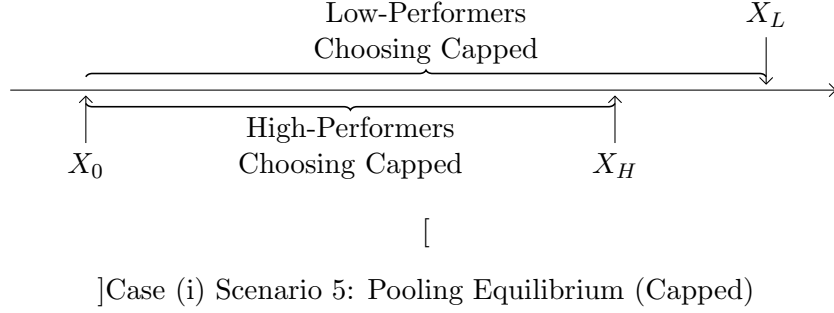 Low-Performers
Choosing Capped
X_L
High-Performers
Choosing Capped
X_0
X_H
[
]Case (i) Scenario 5: Pooling Equilibrium (Capped)